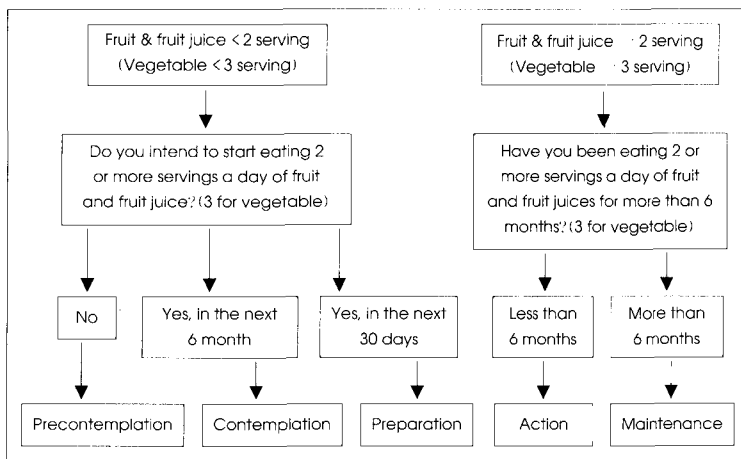 Fruit & fruit juice <2 serving
(Vegetable <3 serving)
Fruit & fruit juice 2 serving
(Vegetable 3 serving)
Do you intend to start eating 2
or more servings a day of fruit
and fruit juice? (3 for vegetable)
Have you been eating 2 or
more servings a day of fruit
and fruit juices for more than 6
months? (3 for vegetable)
No
Yes, in the next
6 month
Yes, in the next
30 days
Less than
6 months
More than
6 months
Precontemplation
Contemplation
Preparation
Action
Maintenance